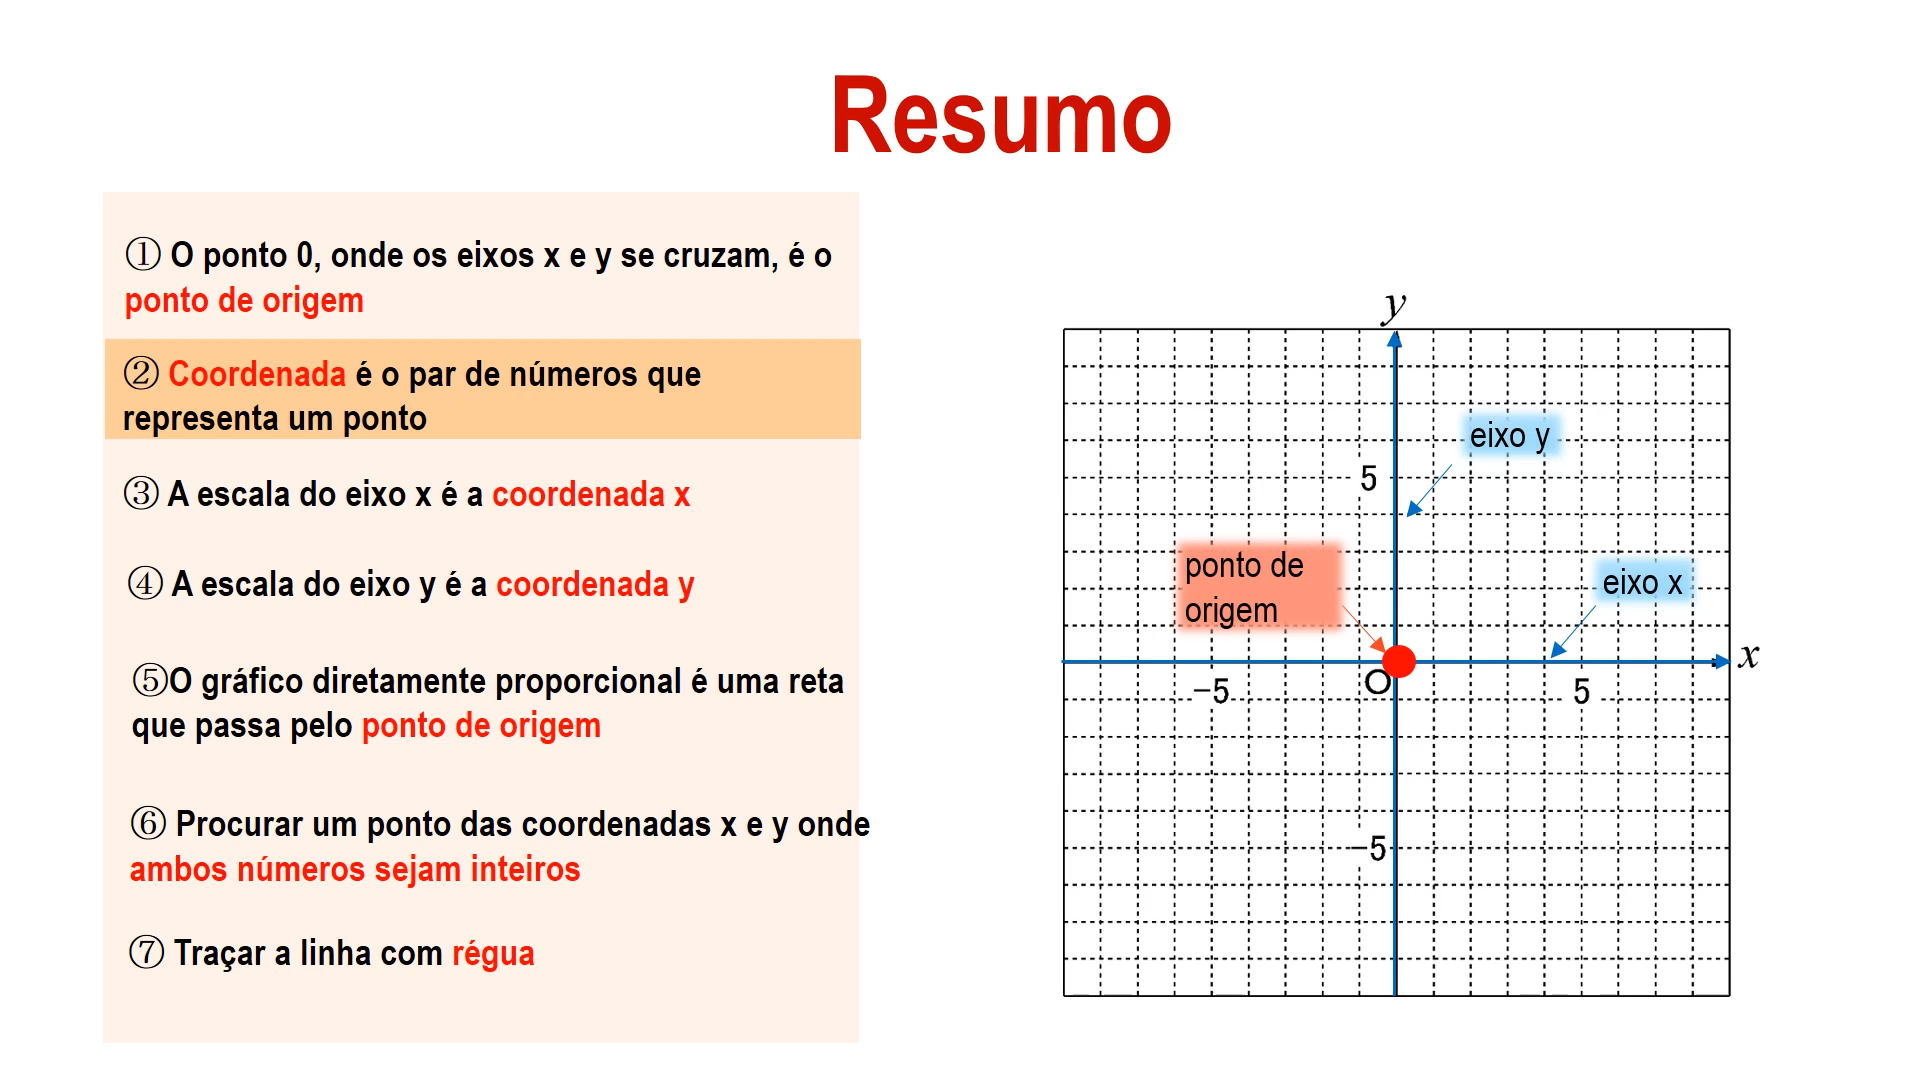 Resumo
① O ponto 0, onde os eixos x e y se cruzam, é o
ponto de origem
② Coordenada é o par de números que
representa um ponto
③ A escala do eixo x é a coordenada x
④ A escala do eixo y é a coordenada y
⑤O gráfico diretamente proporcional é uma reta
que passa pelo ponto de origem
⑥ Procurar um ponto das coordenadas x e y onde
ambos números sejam inteiros
⑦ Traçar a linha com régua
y
eixo y
5
ponto de
origem
eixo x
x
O
−5
5
−5